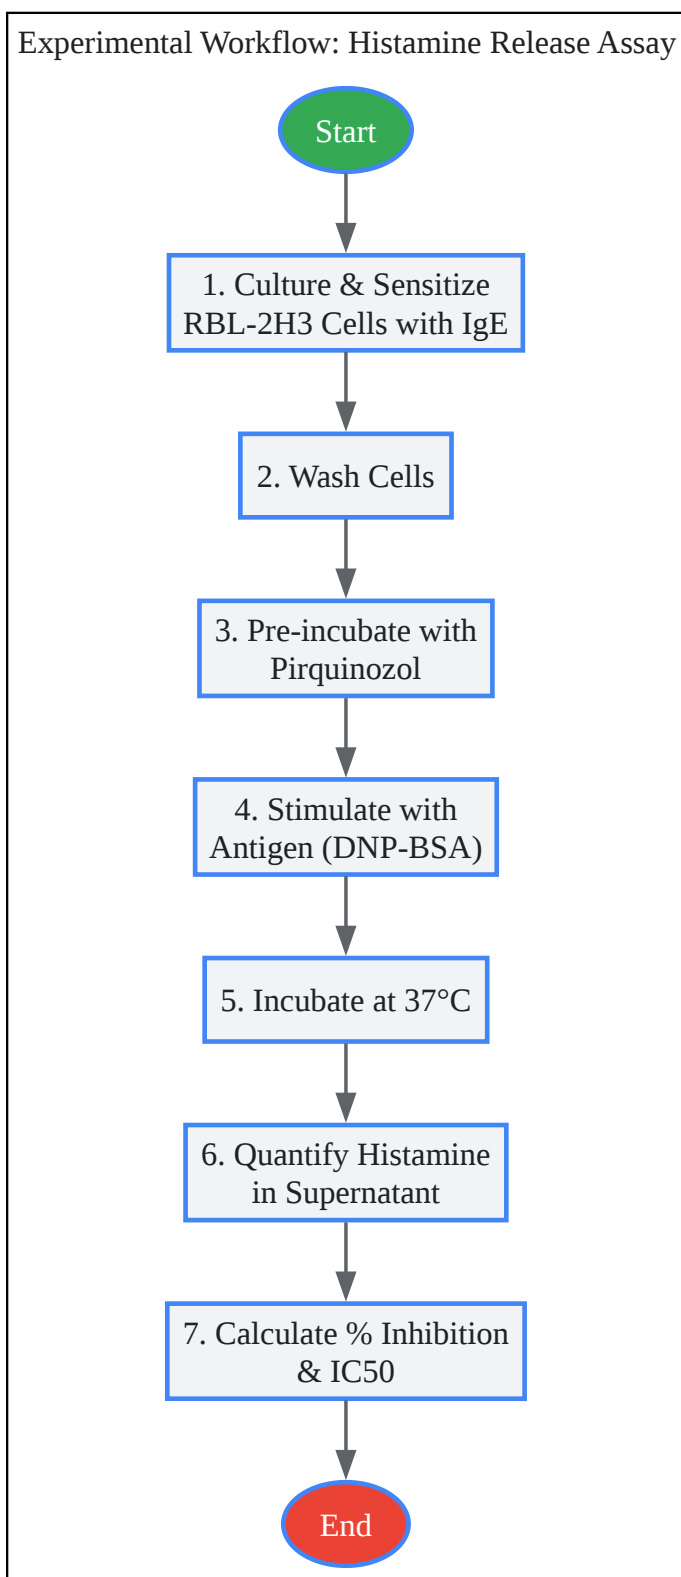 Experimental Workflow: Histamine Release Assay
Start
1. Culture & Sensitize
RBL-2H3 Cells with IgE
2. Wash Cells
3. Pre-incubate with
Pirquinozol
4. Stimulate with
Antigen (DNP-BSA)
5. Incubate at 37°C
6. Quantify Histamine
in Supernatant
7. Calculate % Inhibition
& IC50
End